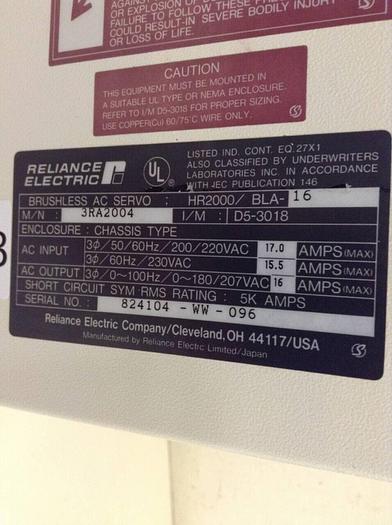 AGAINST
OR EXPLOSION OF
FAILURE TO FOLLOW THESE
COULD RESULT-IN SEVERE BODILY INJURY
OR LOSS OF LIFE.
CAUTION
THIS EQUIPMENT MUST BE MOUNTED IN
A SUITABLE UL TYPE OR NEMA ENCLOSURE.
REFER TO I/M D5-3018 FOR PROPER SIZING.
USE COPPER(Cu) 60/75°C WIRE ONLY.
S
3
RELIANCE
ELECTRIC
UL
LISTED IND. CONT. EQ. 27X1
ALSO CLASSIFIED BY UNDERWRITERS
LABORATORIES INC. IN ACCORDANCE
WITH IEC PUBLICATION 146
BRUSHLESS AC SERVO : HR2000/ BLA- 16
M/N : 3RA2004 I/M : D5-3018
ENCLOSURE : CHASSIS TYPE
AC INPUT 3φ/50/60Hz/200/220VAC 17.0 AMPS(MAX)
3φ/60Hz/230VAC 15.5 AMPS(MAX)
AC OUTPUT 3φ/0~100Hz/0~180/207VAC 16 AMPS(MAX)
SHORT CIRCUIT SYM·RMS RATING : 5K AMPS
SERIAL NO. : 824104 -WW -096
Reliance Electric Company/Cleveland, OH 44117/USA
Manufactured by Reliance Electrc Limited/Japan
S